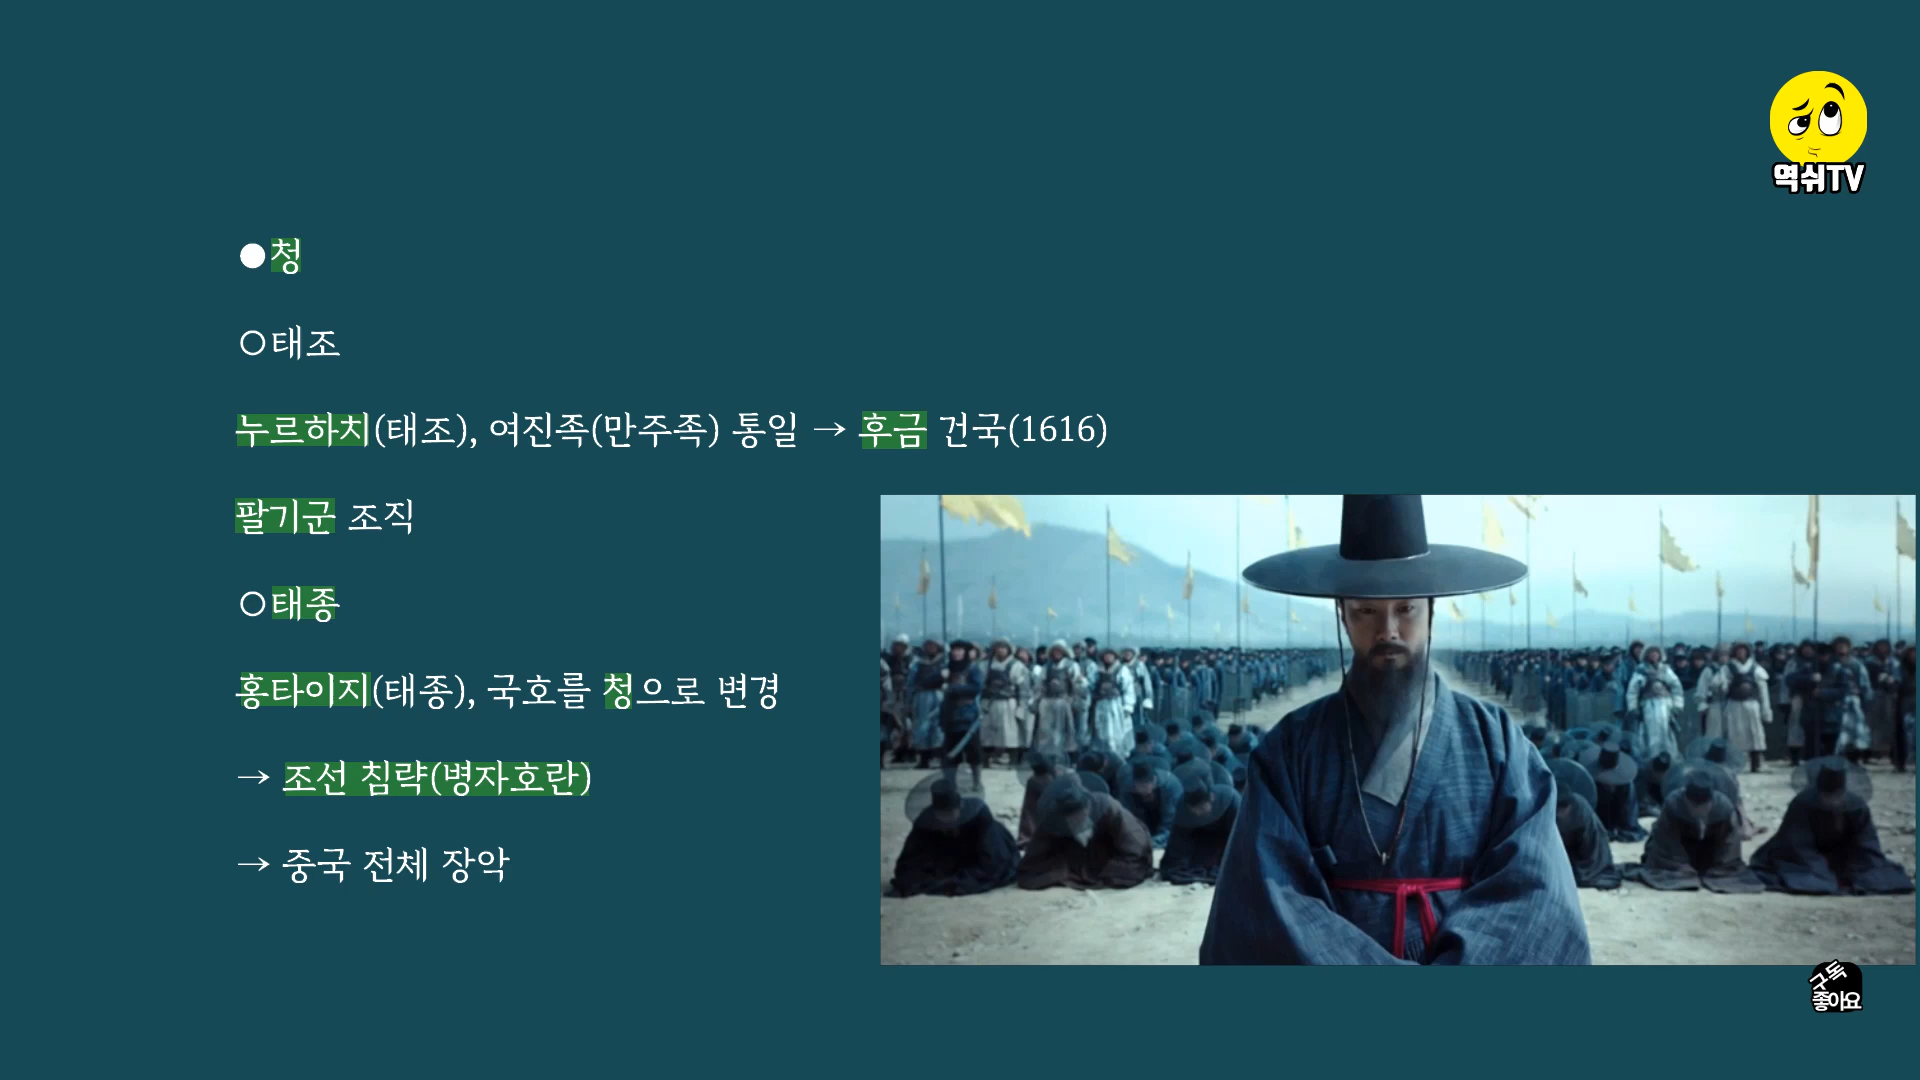 역쉬TV
●청
○태조
누르하치(태조), 여진족(만주족) 통일 → 후금 건국(1616)
팔기군 조직
○태종
홍타이지(태종), 국호를 청으로 변경
→ 조선 침략(병자호란)
→ 중국 전체 장악
구독
좋아요